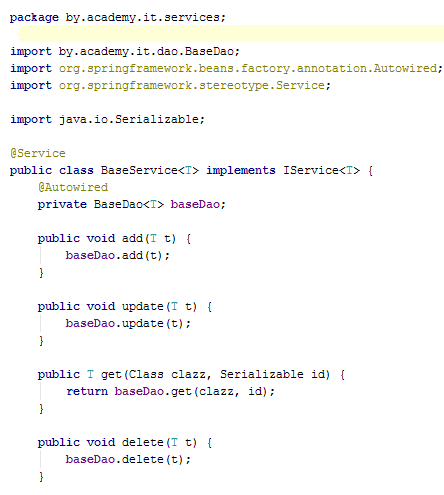 package by.academy.it.services;
import by.academy.it.dao.BaseDao;
import org.springframework.beans.factory.annotation.Autowired;
import org.springframework.stereotype.Service;
import java.io.Serializable;
@Service
public class BaseService<T> implements IService<T> {
@Autowired
private BaseDao<T> baseDao;
public void add(T t) {
baseDao.add(t);
}
public void update(T t) {
baseDao.update(t);
}
public T get(Class clazz, Serializable id) {
return baseDao.get(clazz, id);
}
public void delete(T t) {
baseDao.delete(t);
}